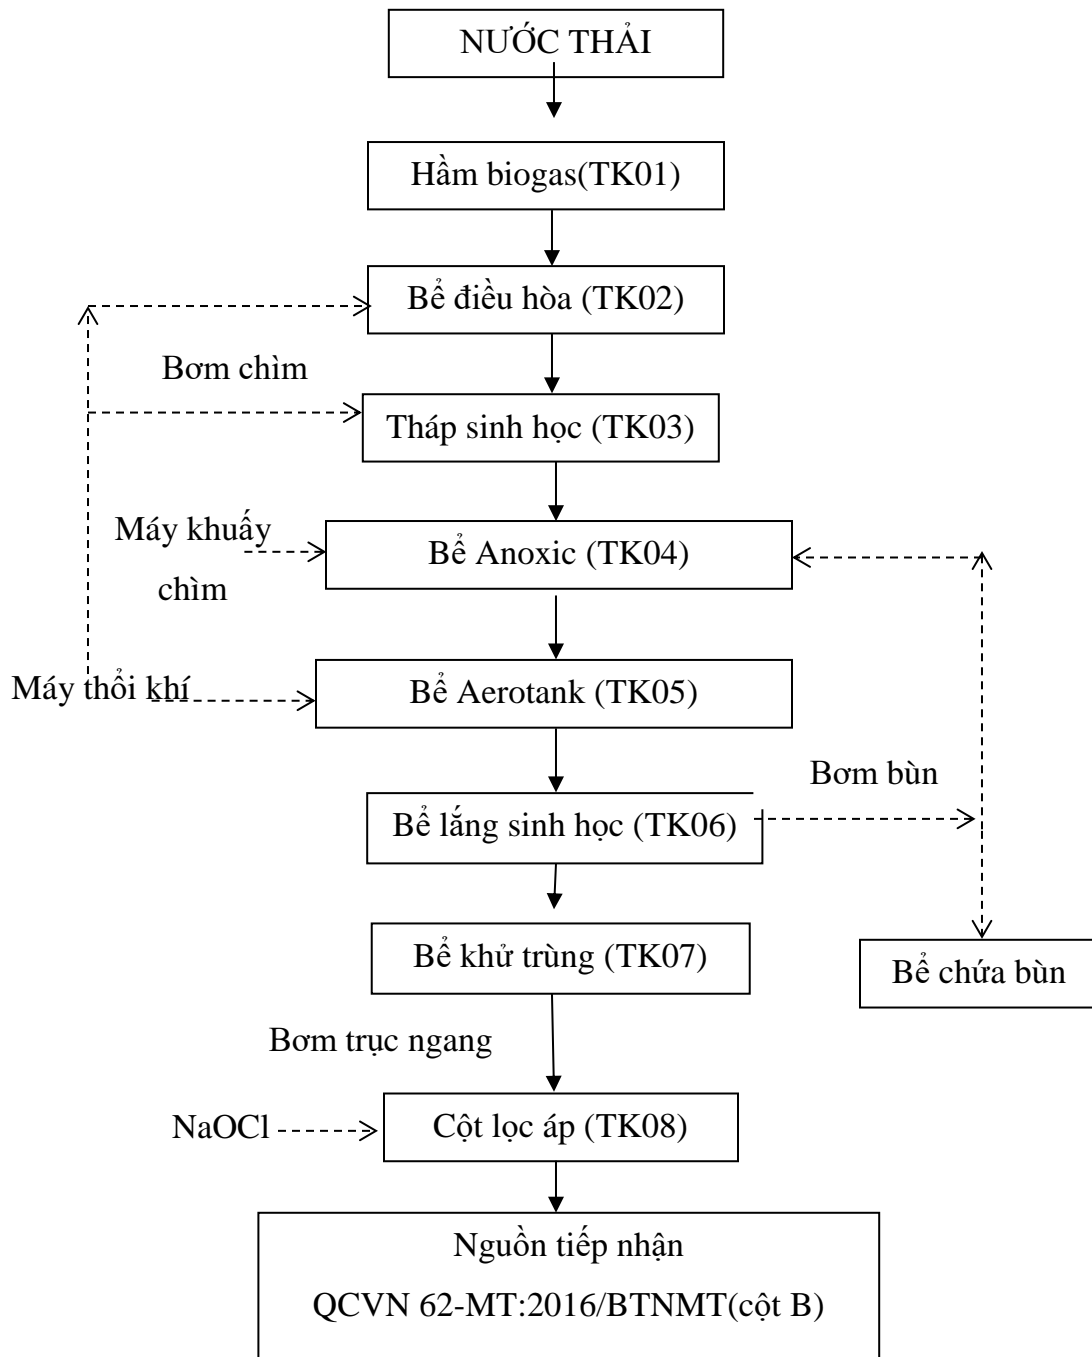 NƯỚC THẢI
Hầm biogas(TK01)
Bể điều hòa (TK02)
Bơm chìm
Tháp sinh học (TK03)
Máy khuấy
chìm
Bể Anoxic (TK04)
Máy thổi khí
Bể Aerotank (TK05)
Bơm bùn
Bể lắng sinh học (TK06)
Bể khử trùng (TK07)
Bể chứa bùn
Bơm trục ngang
NaOCl
Cột lọc áp (TK08)
Nguồn tiếp nhận
QCVN 62-MT:2016/BTNMT(cột B)